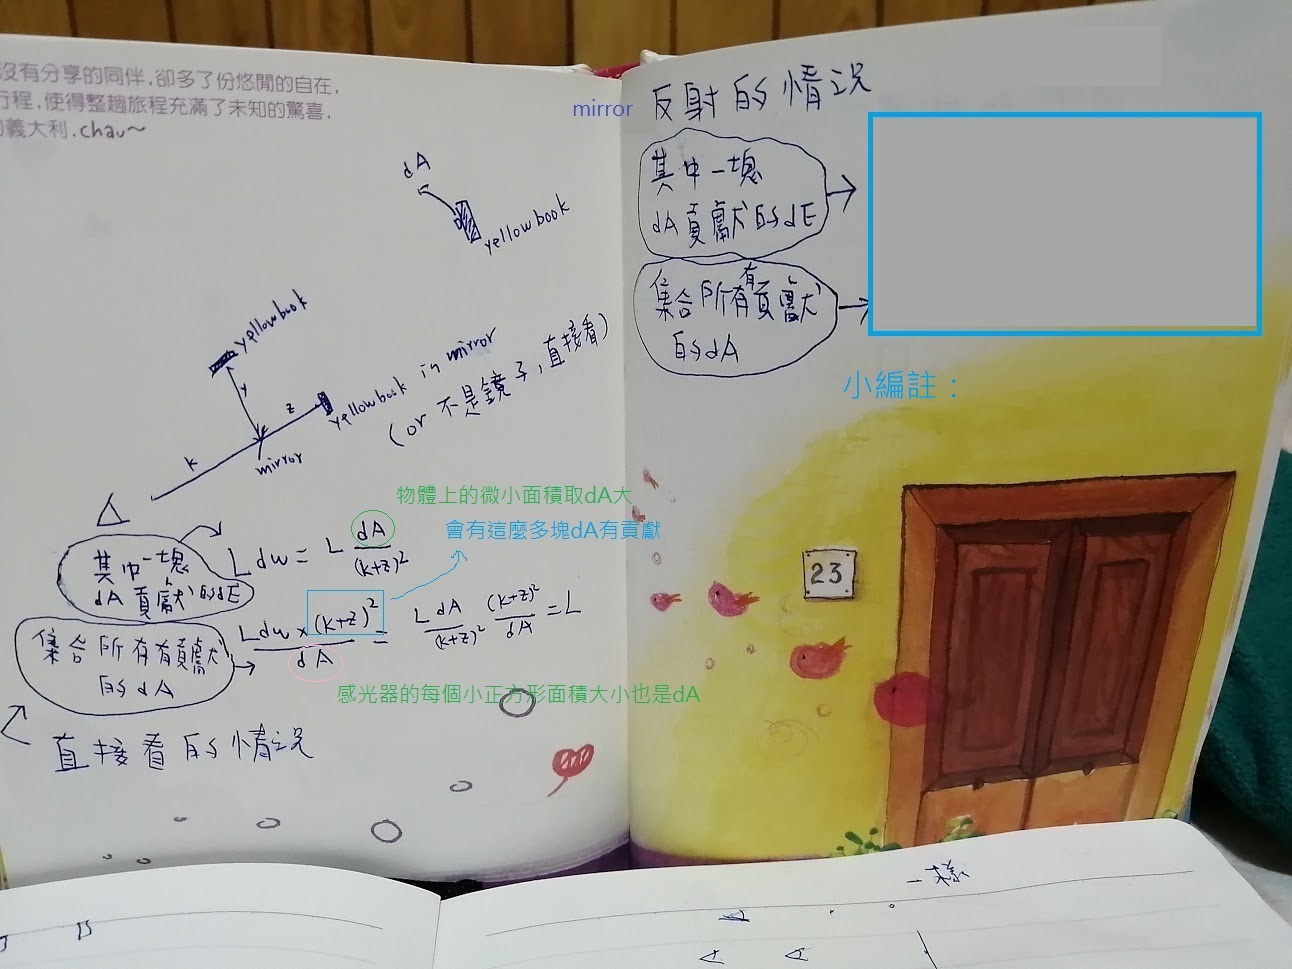 沒有分享的同伴，卻多了份悠閒的自在，
行程，使得整趟旅程充滿了未知的驚喜，
義大利，chau~
dA
yellow book
yellow book
y
z
yellow book in mirror
(or 不是鏡子，直接看)
k
mirror
物體上的微小面積取dA大
會有這麼多塊dA有貢獻
其中一塊
dA貢獻的dE
L dw = L dA/(k+z)²
集合所有有貢獻
的dA
Ldw × (k+z)²/dA = L dA/(k+z)² (k+z)²/dA = L
感光器的每個小正方形面積大小也是dA
直接看的情況
mirror 反射的情況
其中一塊
dA貢獻的dE
集合所有有貢獻
的dA
小編註：
23
一樣